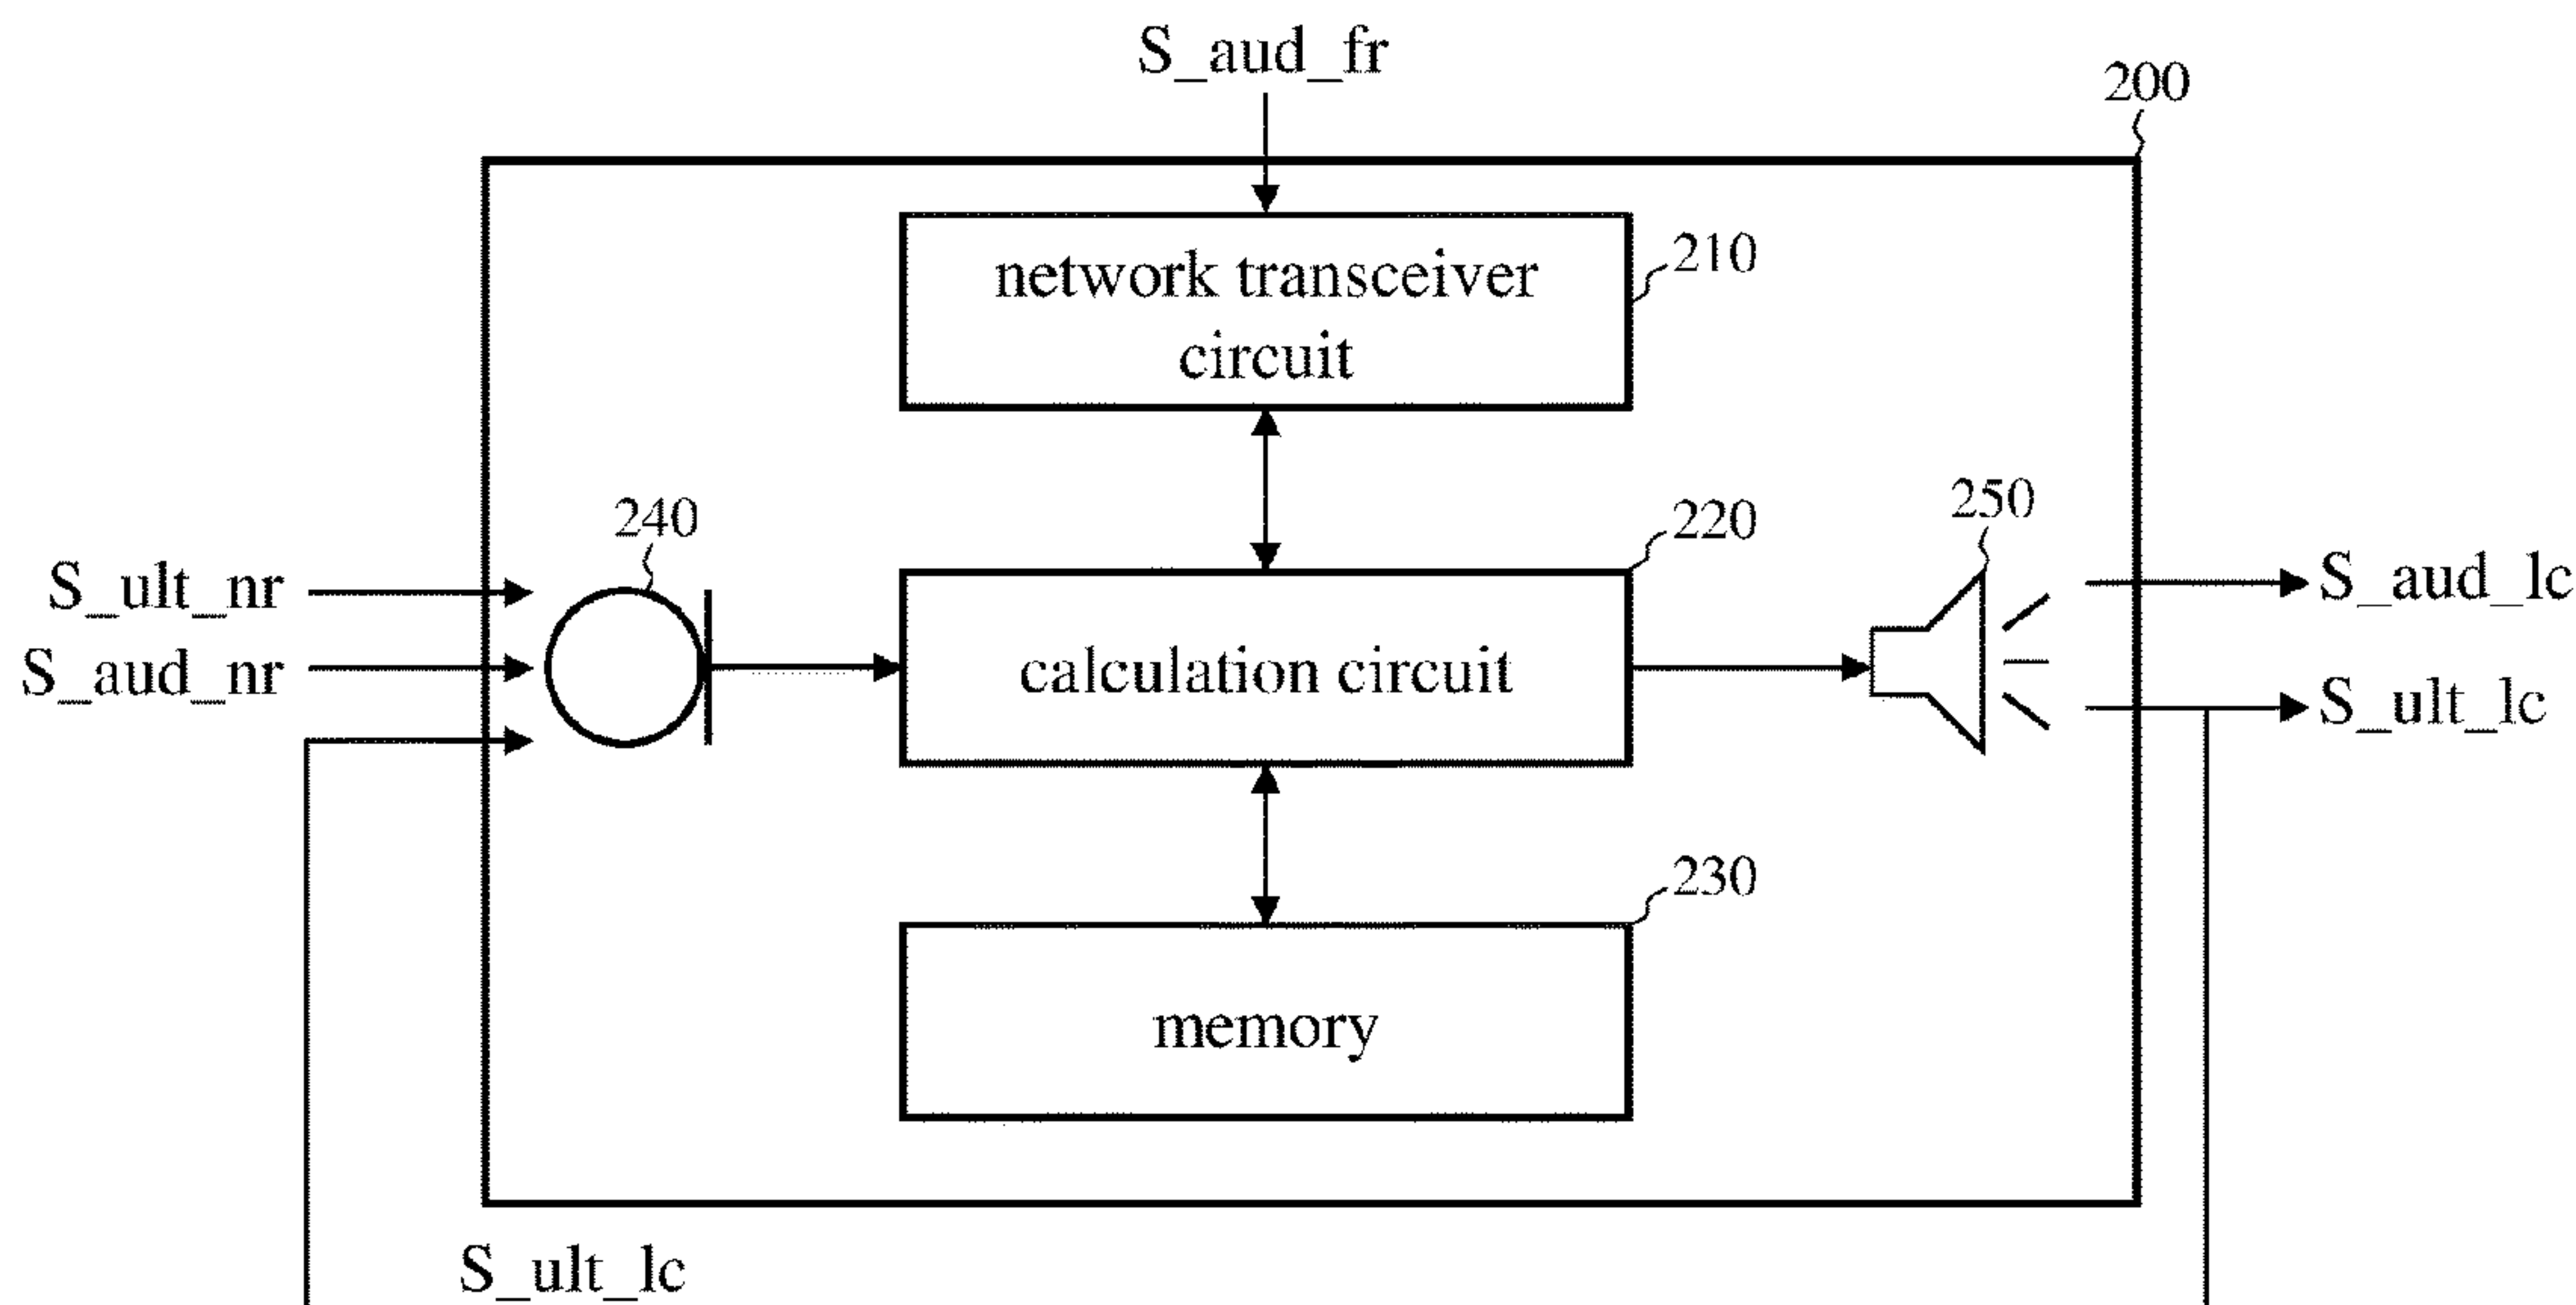 S_aud_fr
200
network transceiver
circuit
210
240
220
250
S_ult_nr
S_aud_nr
calculation circuit
S_aud_lc
S_ult_lc
230
memory
S_ult_lc